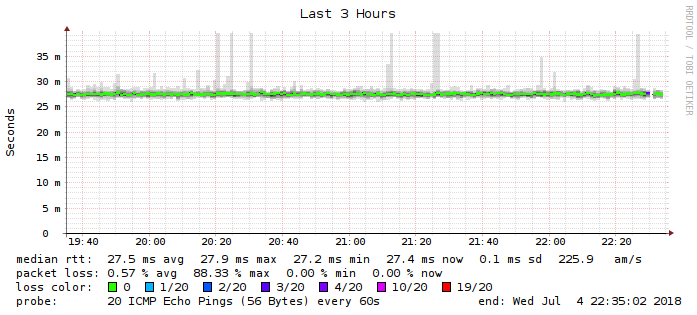 Last 3 Hours
RRDTOOL / TOBI OETIKER
Seconds
35 m
30 m
25 m
20 m
15 m
10 m
5 m
0
19:40 20:00 20:20 20:40 21:00 21:20 21:40 22:00 22:20
median rtt: 27.5 ms avg 27.9 ms max 27.2 ms min 27.4 ms now 0.1 ms sd 225.9 am/s
packet loss: 0.57 % avg 88.33 % max 0.00 % min 0.00 % now
loss color: 0 1/20 2/20 3/20 4/20 10/20 19/20
probe: 20 ICMP Echo Pings (56 Bytes) every 60s end: Wed Jul 4 22:35:02 2018